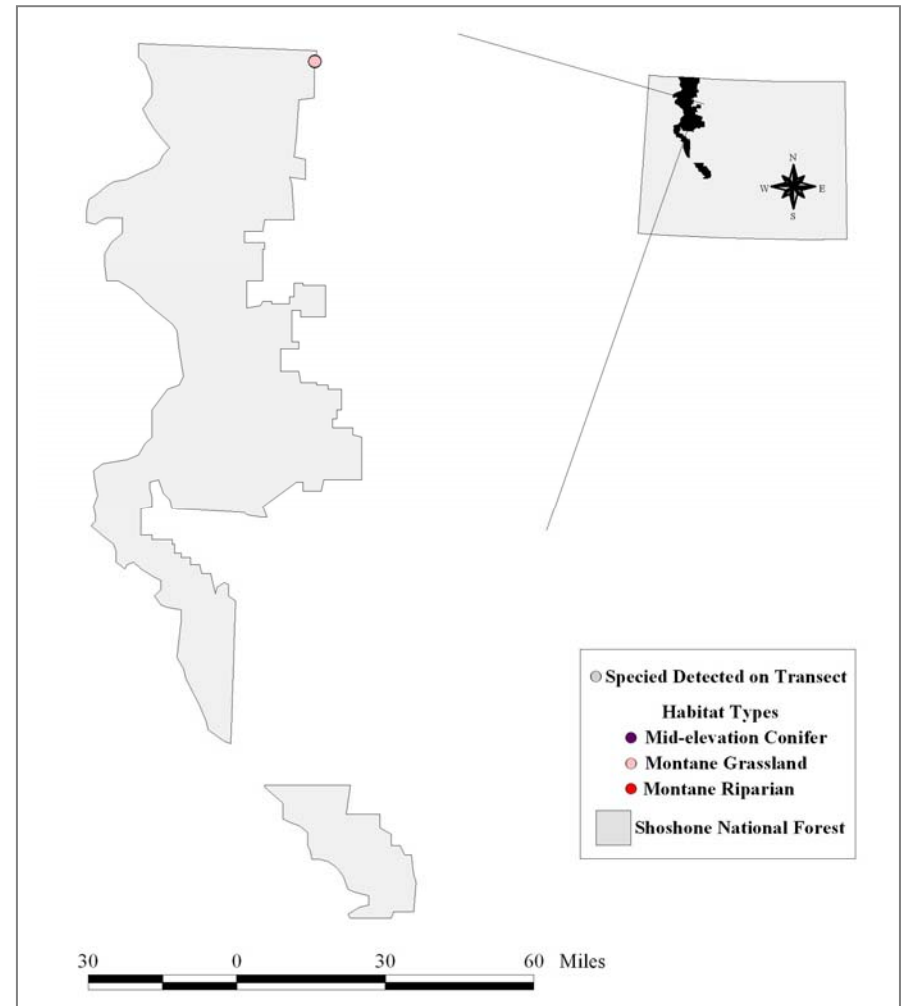 N
W E
S
Specied Detected on Transect
Habitat Types
Mid-elevation Conifer
Montane Grassland
Montane Riparian
Shoshone National Forest
30 0 30 60 Miles